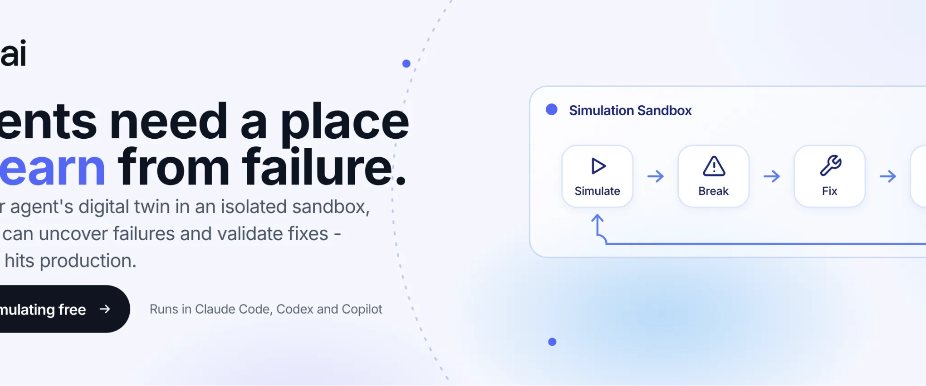 ai
ents need a place
earn from failure.
r agent's digital twin in an isolated sandbox,
can uncover failures and validate fixes -
hits production.
mulating free →
Runs in Claude Code, Codex and Copilot
Simulation Sandbox
Simulate → Break → Fix →